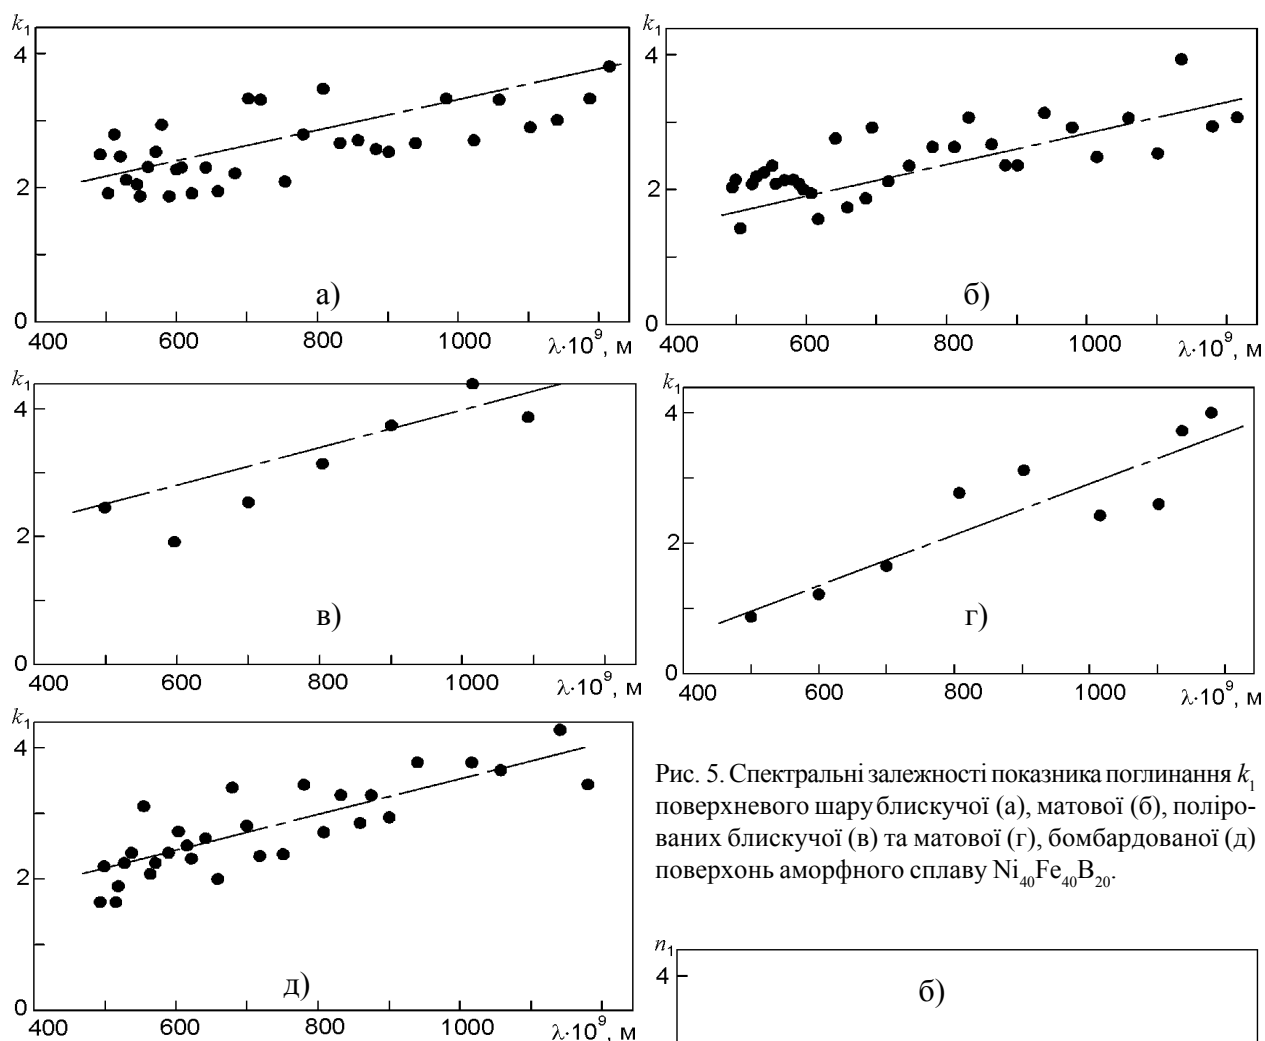 k₁
4
2
0
а)
400 600 800 1000 λ·10⁹, м
k₁
4
2
0
б)
400 600 800 1000 λ·10⁹, м
k₁
4
2
0
в)
400 600 800 1000 λ·10⁹, м
k₁
4
2
0
г)
400 600 800 1000 λ·10⁹, м
k₁
4
2
0
д)
400 600 800 1000 λ·10⁹, м
Рис. 5. Спектральні залежності показника поглинання k₁
поверхневого шару блискучої (а), матової (б), полiро-
ваних блискучої (в) та матової (г), бомбардованої (д)
поверхонь аморфного сплаву Ni₄₀Fe₄₀B₂₀.
n₁
4
б)